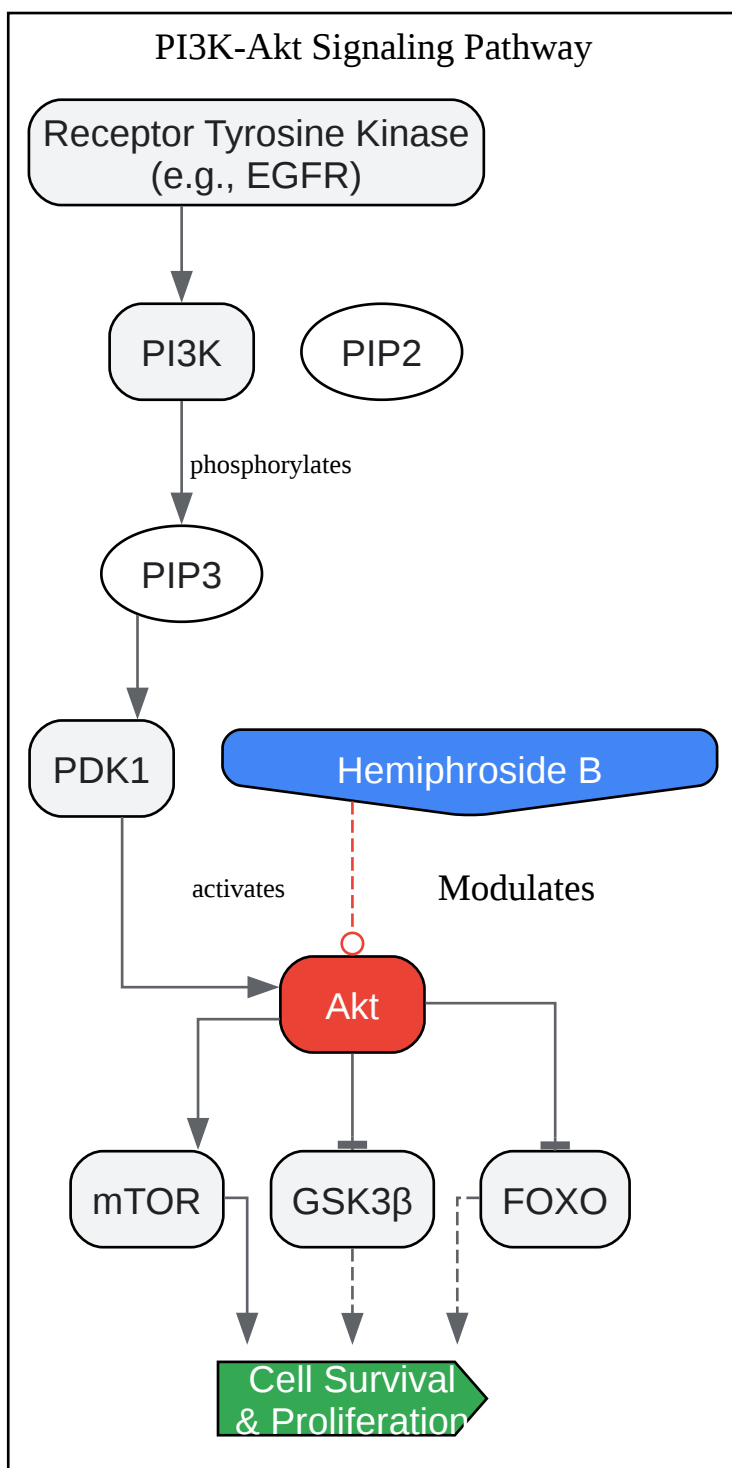 PI3K-Akt Signaling Pathway
Receptor Tyrosine Kinase
(e.g., EGFR)
PI3K
PIP2
phosphorylates
PIP3
PDK1
Hemiphroside B
activates
Modulates
Akt
mTOR
GSK3β
FOXO
Cell Survival
& Proliferation